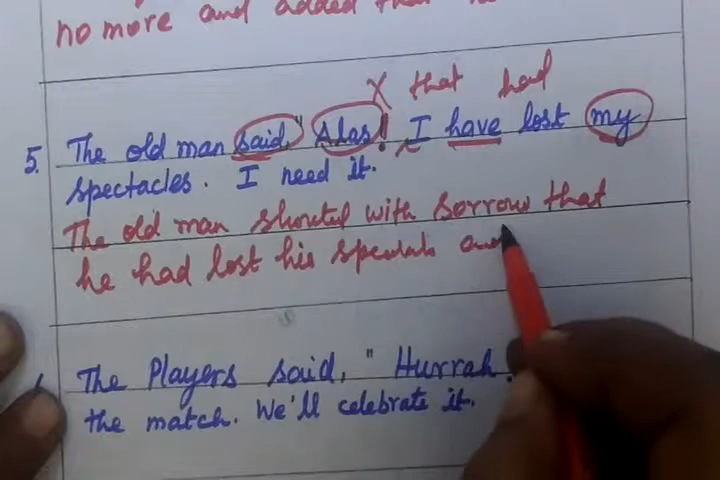 no more and added that
X that had
5. The old man said, "Alas! I have lost my
spectacles. I need it.
The old man shouted with sorrow that
he had lost his and
The Players said, "Hurrah!
the match. We'll celebrate it.